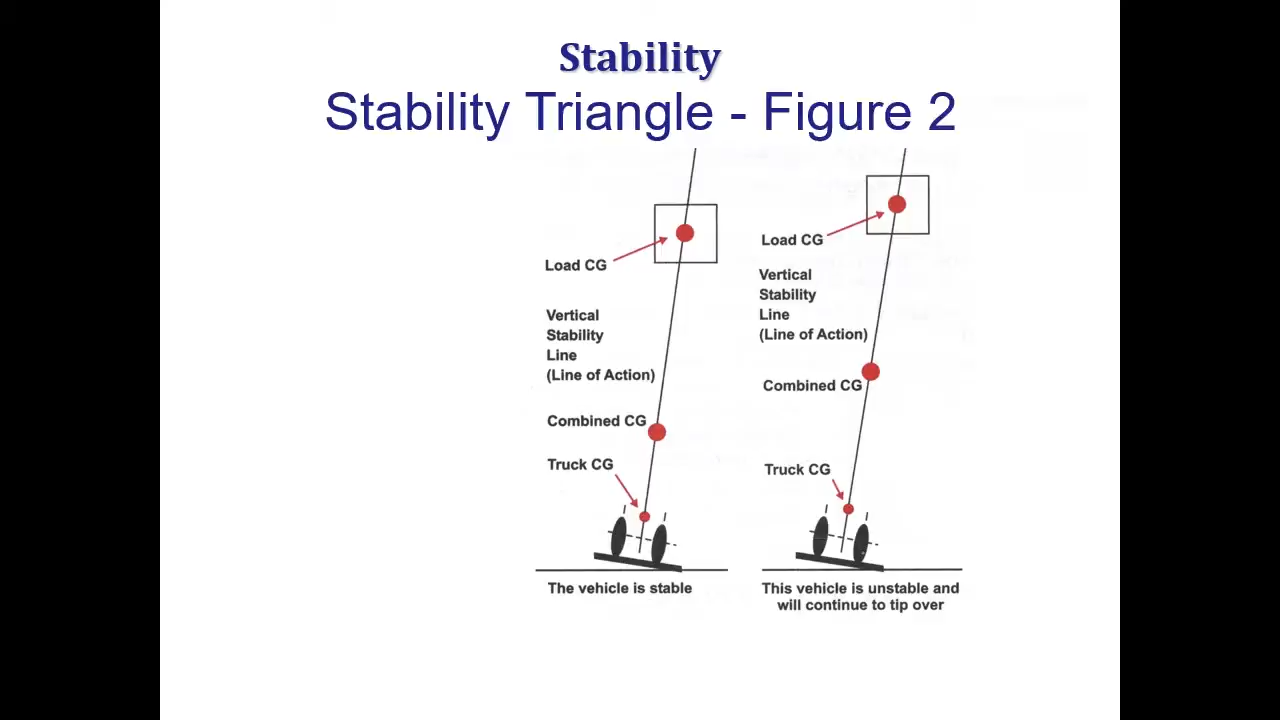 Stability
Stability Triangle - Figure 2
Load CG
Vertical
Stability
Line
(Line of Action)
Combined CG
Truck CG
The vehicle is stable
Load CG
Vertical
Stability
Line
(Line of Action)
Combined CG
Truck CG
This vehicle is unstable and
will continue to tip over